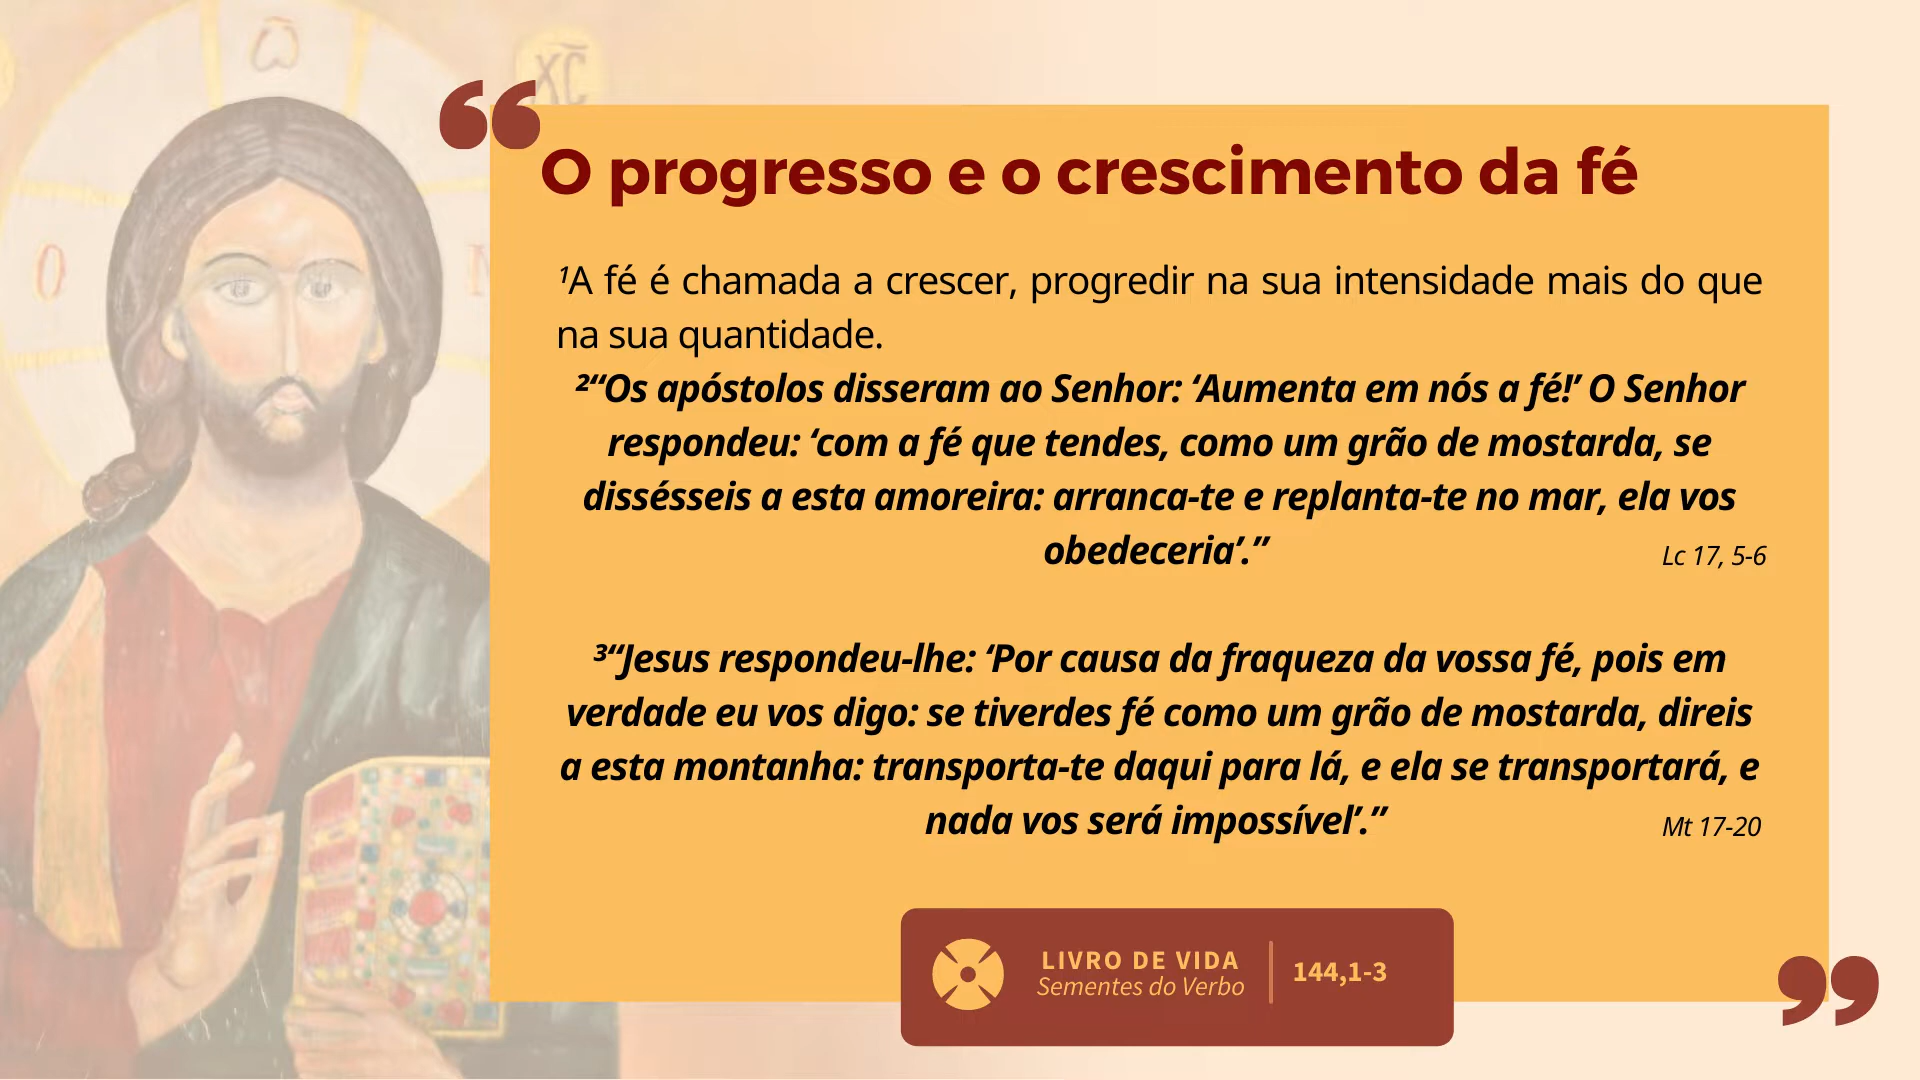 ω
XC
O
N
“
O progresso e o crescimento da fé
¹A fé é chamada a crescer, progredir na sua intensidade mais do que
na sua quantidade.
²“Os apóstolos disseram ao Senhor: ‘Aumenta em nós a fé!’ O Senhor
respondeu: ‘com a fé que tendes, como um grão de mostarda, se
dissésseis a esta amoreira: arranca-te e replanta-te no mar, ela vos
obedeceria’.”
Lc 17, 5-6
³“Jesus respondeu-lhe: ‘Por causa da fraqueza da vossa fé, pois em
verdade eu vos digo: se tiverdes fé como um grão de mostarda, direis
a esta montanha: transporta-te daqui para lá, e ela se transportará, e
nada vos será impossível’.”
Mt 17-20
LIVRO DE VIDA
Sementes do Verbo
144,1-3
”